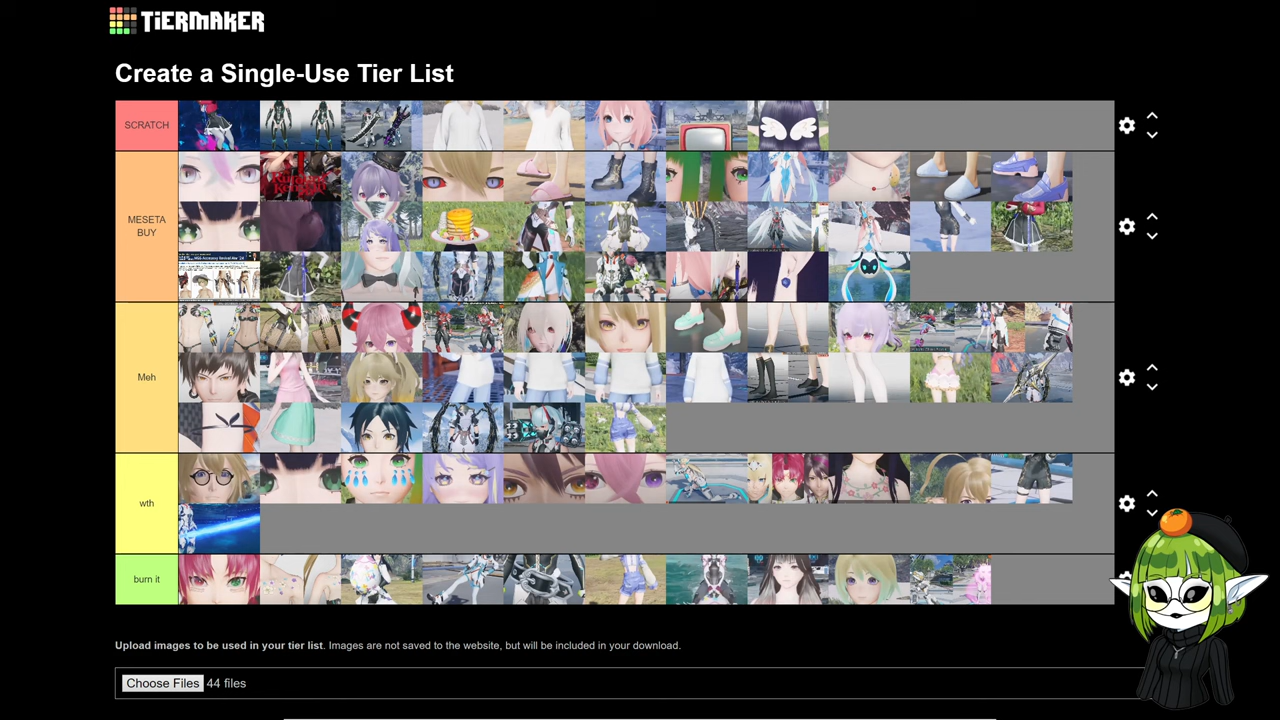 TiERMAKER
Create a Single-Use Tier List
SCRATCH
MESETA
BUY
Meh
wth
burn it
Upload images to be used in your tier list. Images are not saved to the website, but will be included in your download.
Choose Files 44 files